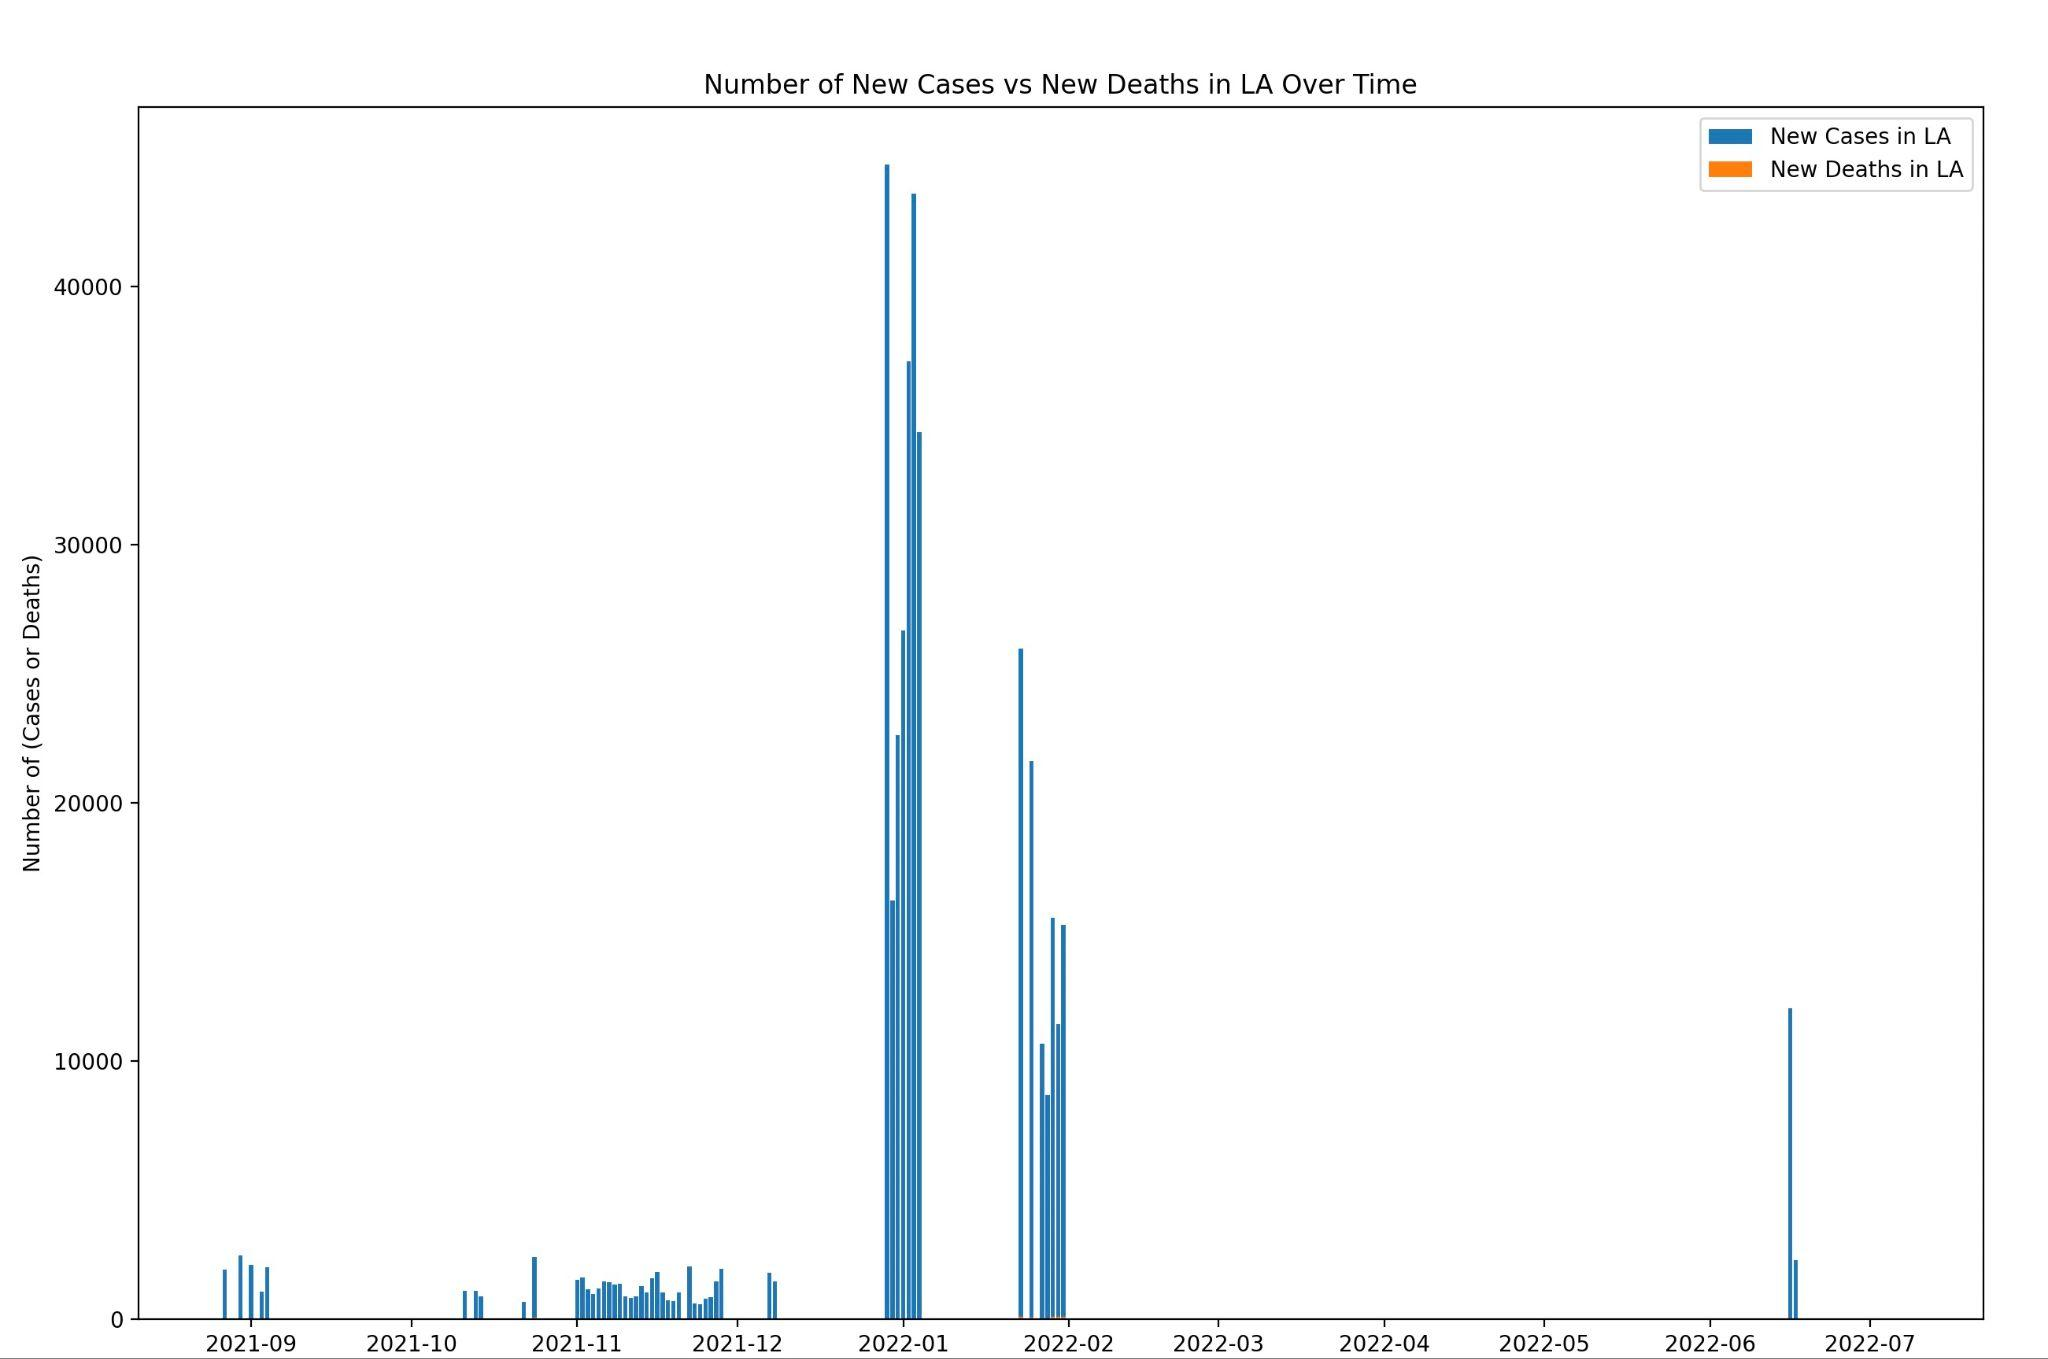 Number of New Cases vs New Deaths in LA Over Time
New Cases in LA
New Deaths in LA
Number of (Cases or Deaths)
40000
30000
20000
10000
0
2021-09 2021-10 2021-11 2021-12 2022-01 2022-02 2022-03 2022-04 2022-05 2022-06 2022-07